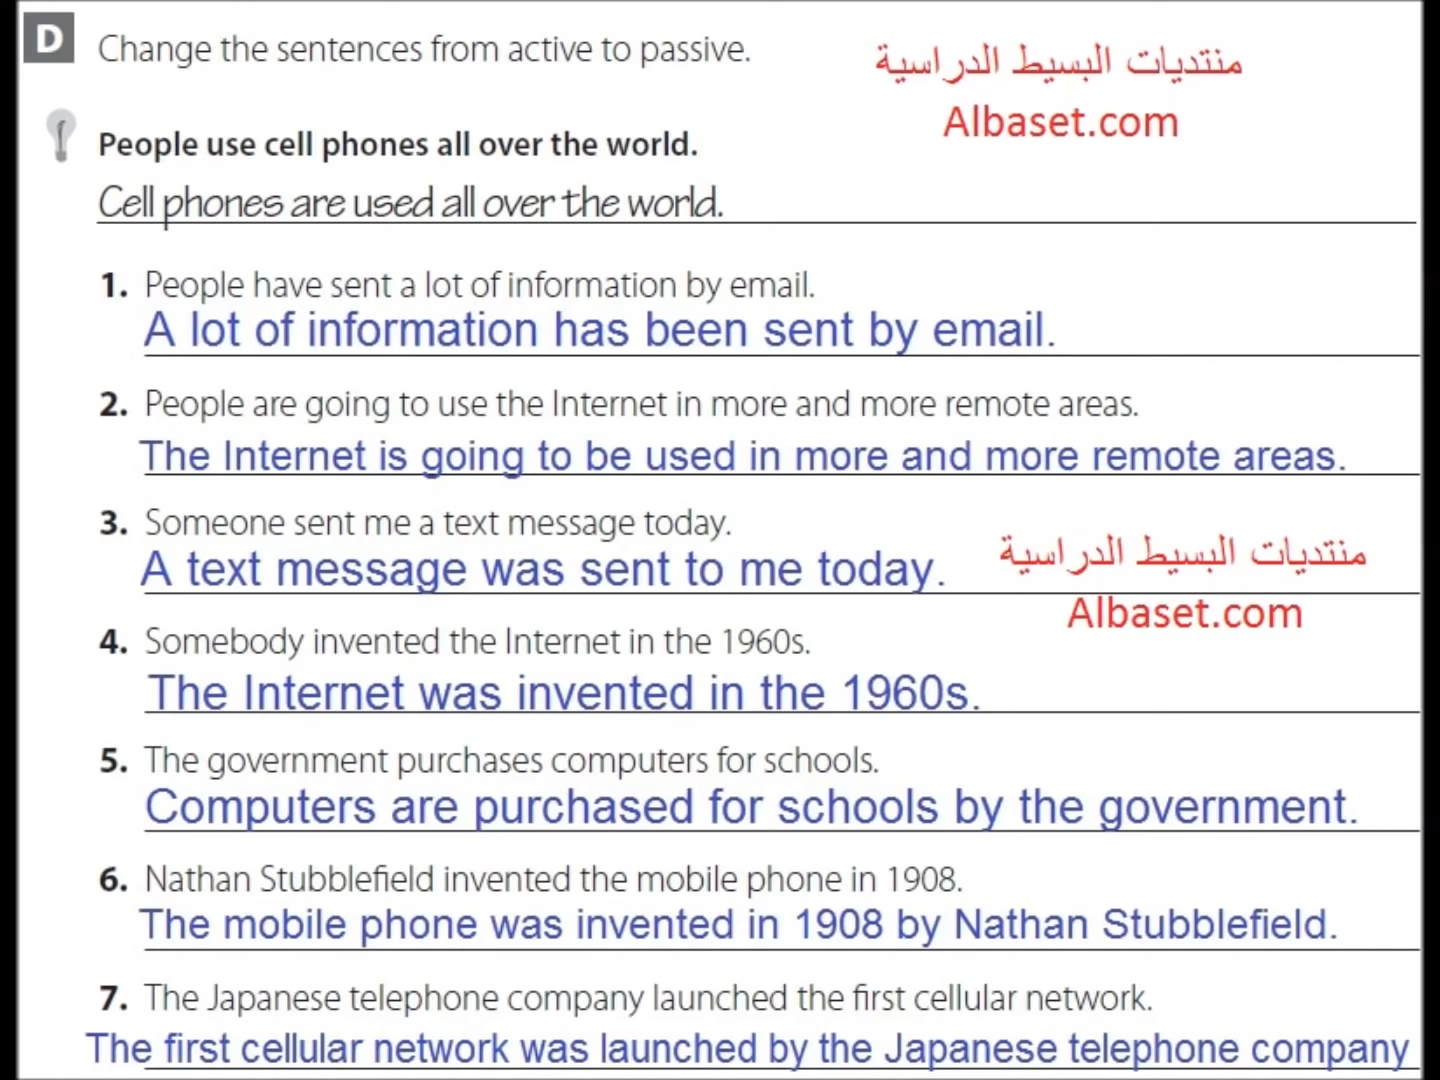 D Change the sentences from active to passive.
منتديات البسيط الدراسية
Albaset.com
People use cell phones all over the world.
Cell phones are used all over the world.
1. People have sent a lot of information by email.
A lot of information has been sent by email.
2. People are going to use the Internet in more and more remote areas.
The Internet is going to be used in more and more remote areas.
3. Someone sent me a text message today.
A text message was sent to me today.
منتديات البسيط الدراسية
Albaset.com
4. Somebody invented the Internet in the 1960s.
The Internet was invented in the 1960s.
5. The government purchases computers for schools.
Computers are purchased for schools by the government.
6. Nathan Stubblefield invented the mobile phone in 1908.
The mobile phone was invented in 1908 by Nathan Stubblefield.
7. The Japanese telephone company launched the first cellular network.
The first cellular network was launched by the Japanese telephone company